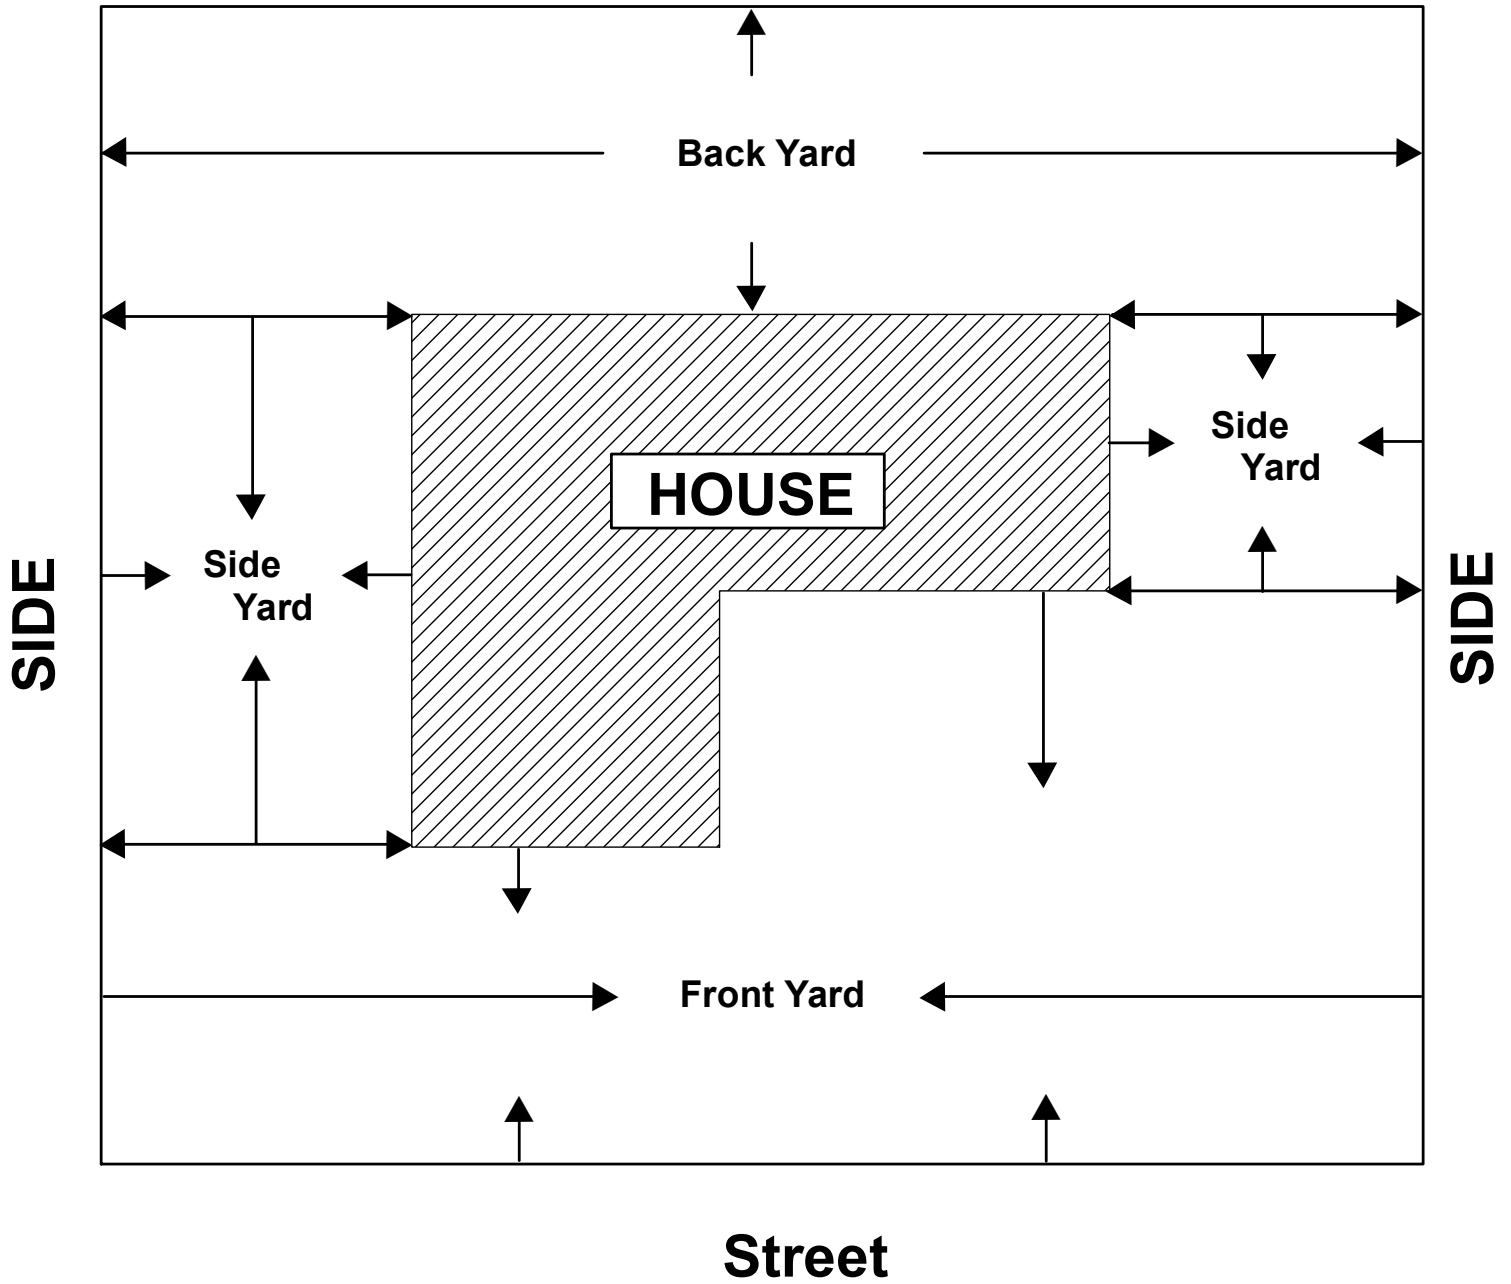 Back Yard
Side
Yard
HOUSE
Side
Yard
SIDE
SIDE
Front Yard
Street